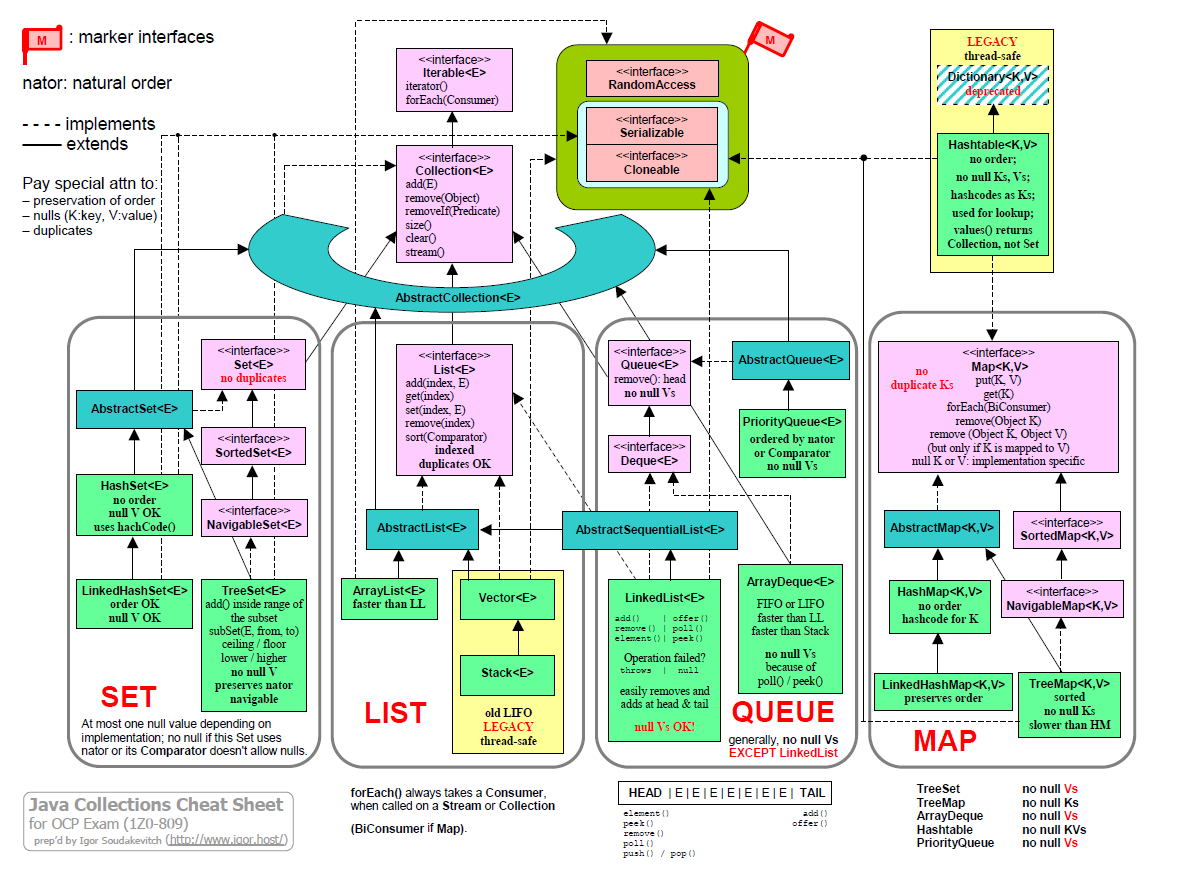 M : marker interfaces
nator: natural order
- - - - implements
—— extends
Pay special attn to:
– preservation of order
– nulls (K:key, V:value)
– duplicates
<<interface>>
Iterable<E>
iterator()
forEach(Consumer)
<<interface>>
Collection<E>
add(E)
remove(Object)
removeIf(Predicate)
size()
clear()
stream()
M
<<interface>>
RandomAccess
<<interface>>
Serializable
<<interface>>
Cloneable
LEGACY
thread-safe
Dictionary<K,V>
deprecated
Hashtable<K,V>
no order;
no null Ks, Vs;
hashcodes as Ks;
used for lookup;
values() returns
Collection, not Set
AbstractCollection<E>
<<interface>>
Set<E>
no duplicates
AbstractSet<E>
<<interface>>
SortedSet<E>
HashSet<E>
no order
null V OK
uses hachCode()
<<interface>>
NavigableSet<E>
LinkedHashSet<E>
order OK
null V OK
TreeSet<E>
add() inside range of
the subset
subSet(E, from, to)
ceiling / floor
lower / higher
no null V
preserves nator
navigable
SET
At most one null value depending on
implementation; no null if this Set uses
nator or its Comparator doesn't allow nulls.
<<interface>>
List<E>
add(index, E)
get(index)
set(index, E)
remove(index)
sort(Comparator)
indexed
duplicates OK
AbstractList<E>
ArrayList<E>
faster than LL
Vector<E>
Stack<E>
old LIFO
LEGACY
thread-safe
LIST
<<interface>>
Queue<E>
remove(): head
no null Vs
AbstractQueue<E>
<<interface>>
Deque<E>
PriorityQueue<E>
ordered by nator
or Comparator
no null Vs
AbstractSequentialList<E>
LinkedList<E>
add() | offer()
remove() | poll()
element()| peek()
Operation failed?
throws | null
easily removes and
adds at head & tail
null Vs OK!
ArrayDeque<E>
FIFO or LIFO
faster than LL
faster than Stack
no null Vs
because of
poll() / peek()
QUEUE
generally, no null Vs
EXCEPT LinkedList
<<interface>>
Map<K,V>
no
duplicate Ks
put(K, V)
get(K)
forEach(BiConsumer)
remove(Object K)
remove (Object K, Object V)
(but only if K is mapped to V)
null K or V: implementation specific
AbstractMap<K,V>
<<interface>>
SortedMap<K,V>
HashMap<K,V>
no order
hashcode for K
<<interface>>
NavigableMap<K,V>
LinkedHashMap<K,V>
preserves order
TreeMap<K,V>
sorted
no null Ks
slower than HM
MAP
Java Collections Cheat Sheet
for OCP Exam (1Z0-809)
prep'd by Igor Soudakevitch (http://www.igor.host/)
forEach() always takes a Consumer,
when called on a Stream or Collection
(BiConsumer if Map).
HEAD | E | E | E | E | E | E | E | TAIL
element() add()
peek() offer()
remove()
poll()
push() / pop()
TreeSet no null Vs
TreeMap no null Ks
ArrayDeque no null Vs
Hashtable no null KVs
PriorityQueue no null Vs